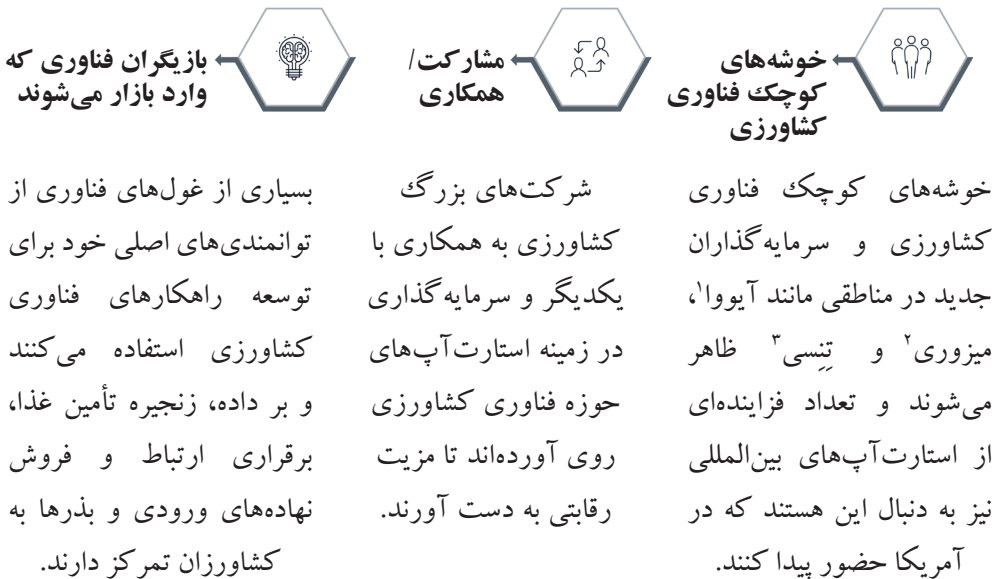 خوشه‌های
کوچک فناوری
کشاورزی
خوشه‌های کوچک فناوری
کشاورزی و سرمایه‌گذاران
جدید در مناطقی مانند آیووا۱،
میزوری۲ و تِنِسی۳ ظاهر
می‌شوند و تعداد فزاینده‌ای
از استارت‌آپ‌های بین‌المللی
نیز به دنبال این هستند که در
آمریکا حضور پیدا کنند.
مشارکت/
همکاری
شرکت‌های بزرگ
کشاورزی به همکاری با
یکدیگر و سرمایه‌گذاری
در زمینه استارت‌آپ‌های
حوزه فناوری کشاورزی
روی آورده‌اند تا مزیت
رقابتی به دست آورند.
بازیگران فناوری که
وارد بازار می‌شوند
بسیاری از غول‌های فناوری از
توانمندی‌های اصلی خود برای
توسعه راهکارهای فناوری
کشاورزی استفاده می‌کنند
و بر داده، زنجیره تأمین غذا،
برقراری ارتباط و فروش
نهاده‌های ورودی و بذرها به
کشاورزان تمرکز دارند.